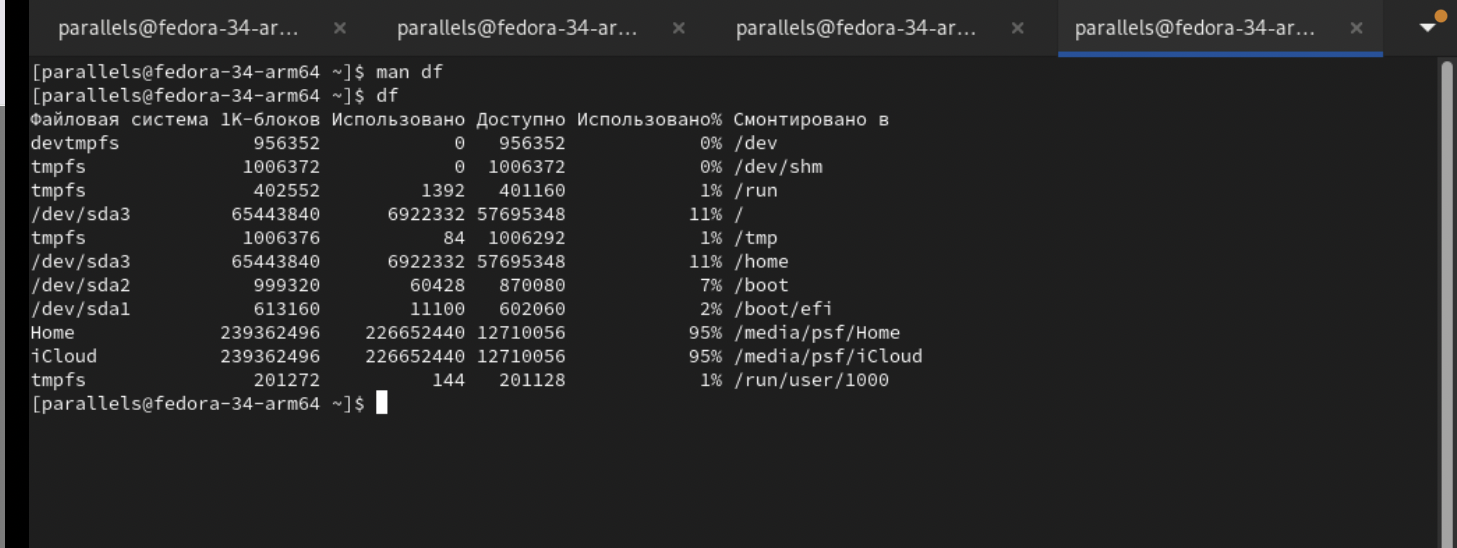 parallels@fedora-34-ar... × parallels@fedora-34-ar... × parallels@fedora-34-ar... × parallels@fedora-34-ar... ×
[parallels@fedora-34-arm64 ~]$ man df
[parallels@fedora-34-arm64 ~]$ df
Файловая система 1K-блоков Использовано Доступно Использовано% Смонтировано в
devtmpfs            956352            0   956352            0% /dev
tmpfs              1006372            0  1006372            0% /dev/shm
tmpfs               402552         1392   401160            1% /run
/dev/sda3         65443840      6922332 57695348           11% /
tmpfs              1006376           84  1006292            1% /tmp
/dev/sda3         65443840      6922332 57695348           11% /home
/dev/sda2           999320        60428   870080            7% /boot
/dev/sda1           613160        11100   602060            2% /boot/efi
Home             239362496    226652440 12710056           95% /media/psf/Home
iCloud           239362496    226652440 12710056           95% /media/psf/iCloud
tmpfs               201272          144   201128            1% /run/user/1000
[parallels@fedora-34-arm64 ~]$